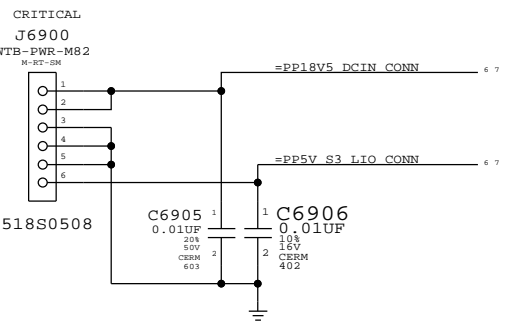 CRITICAL
J6900
WTB-PWR-M82
M-RT-SM
1
2
3
4
5
6
518S0508
=PP18V5_DCIN_CONN
6 7
=PP5V_S3_LIO_CONN
6 7
C6905
0.01UF
20%
50V
CERM
603
1
2
C6906
0.01UF
10%
16V
CERM
402
1
2